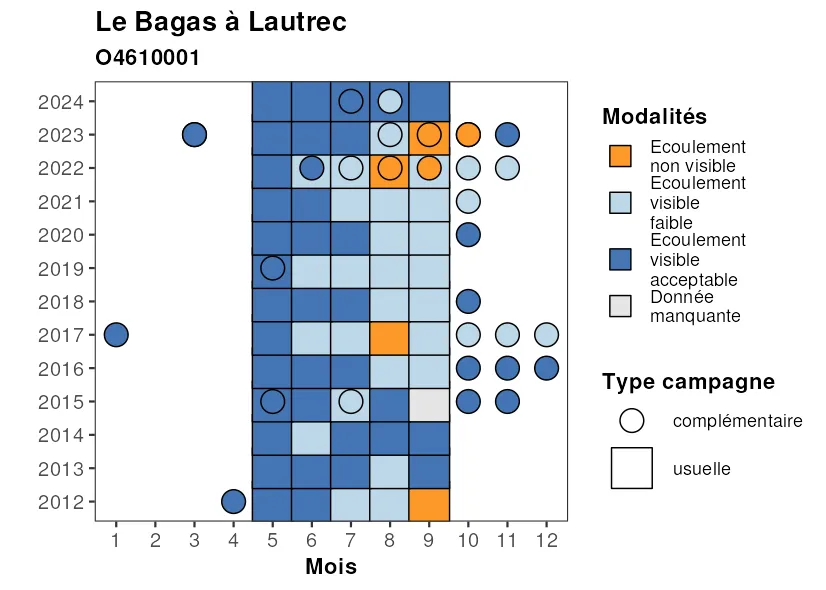 Le Bagas à Lautrec
O4610001
2024
2023
2022
2021
2020
2019
2018
2017
2016
2015
2014
2013
2012
1 2 3 4 5 6 7 8 9 10 11 12
Mois
Modalités
Ecoulement
non visible
Ecoulement
visible
faible
Ecoulement
visible
acceptable
Donnée
manquante
Type campagne
complémentaire
usuelle